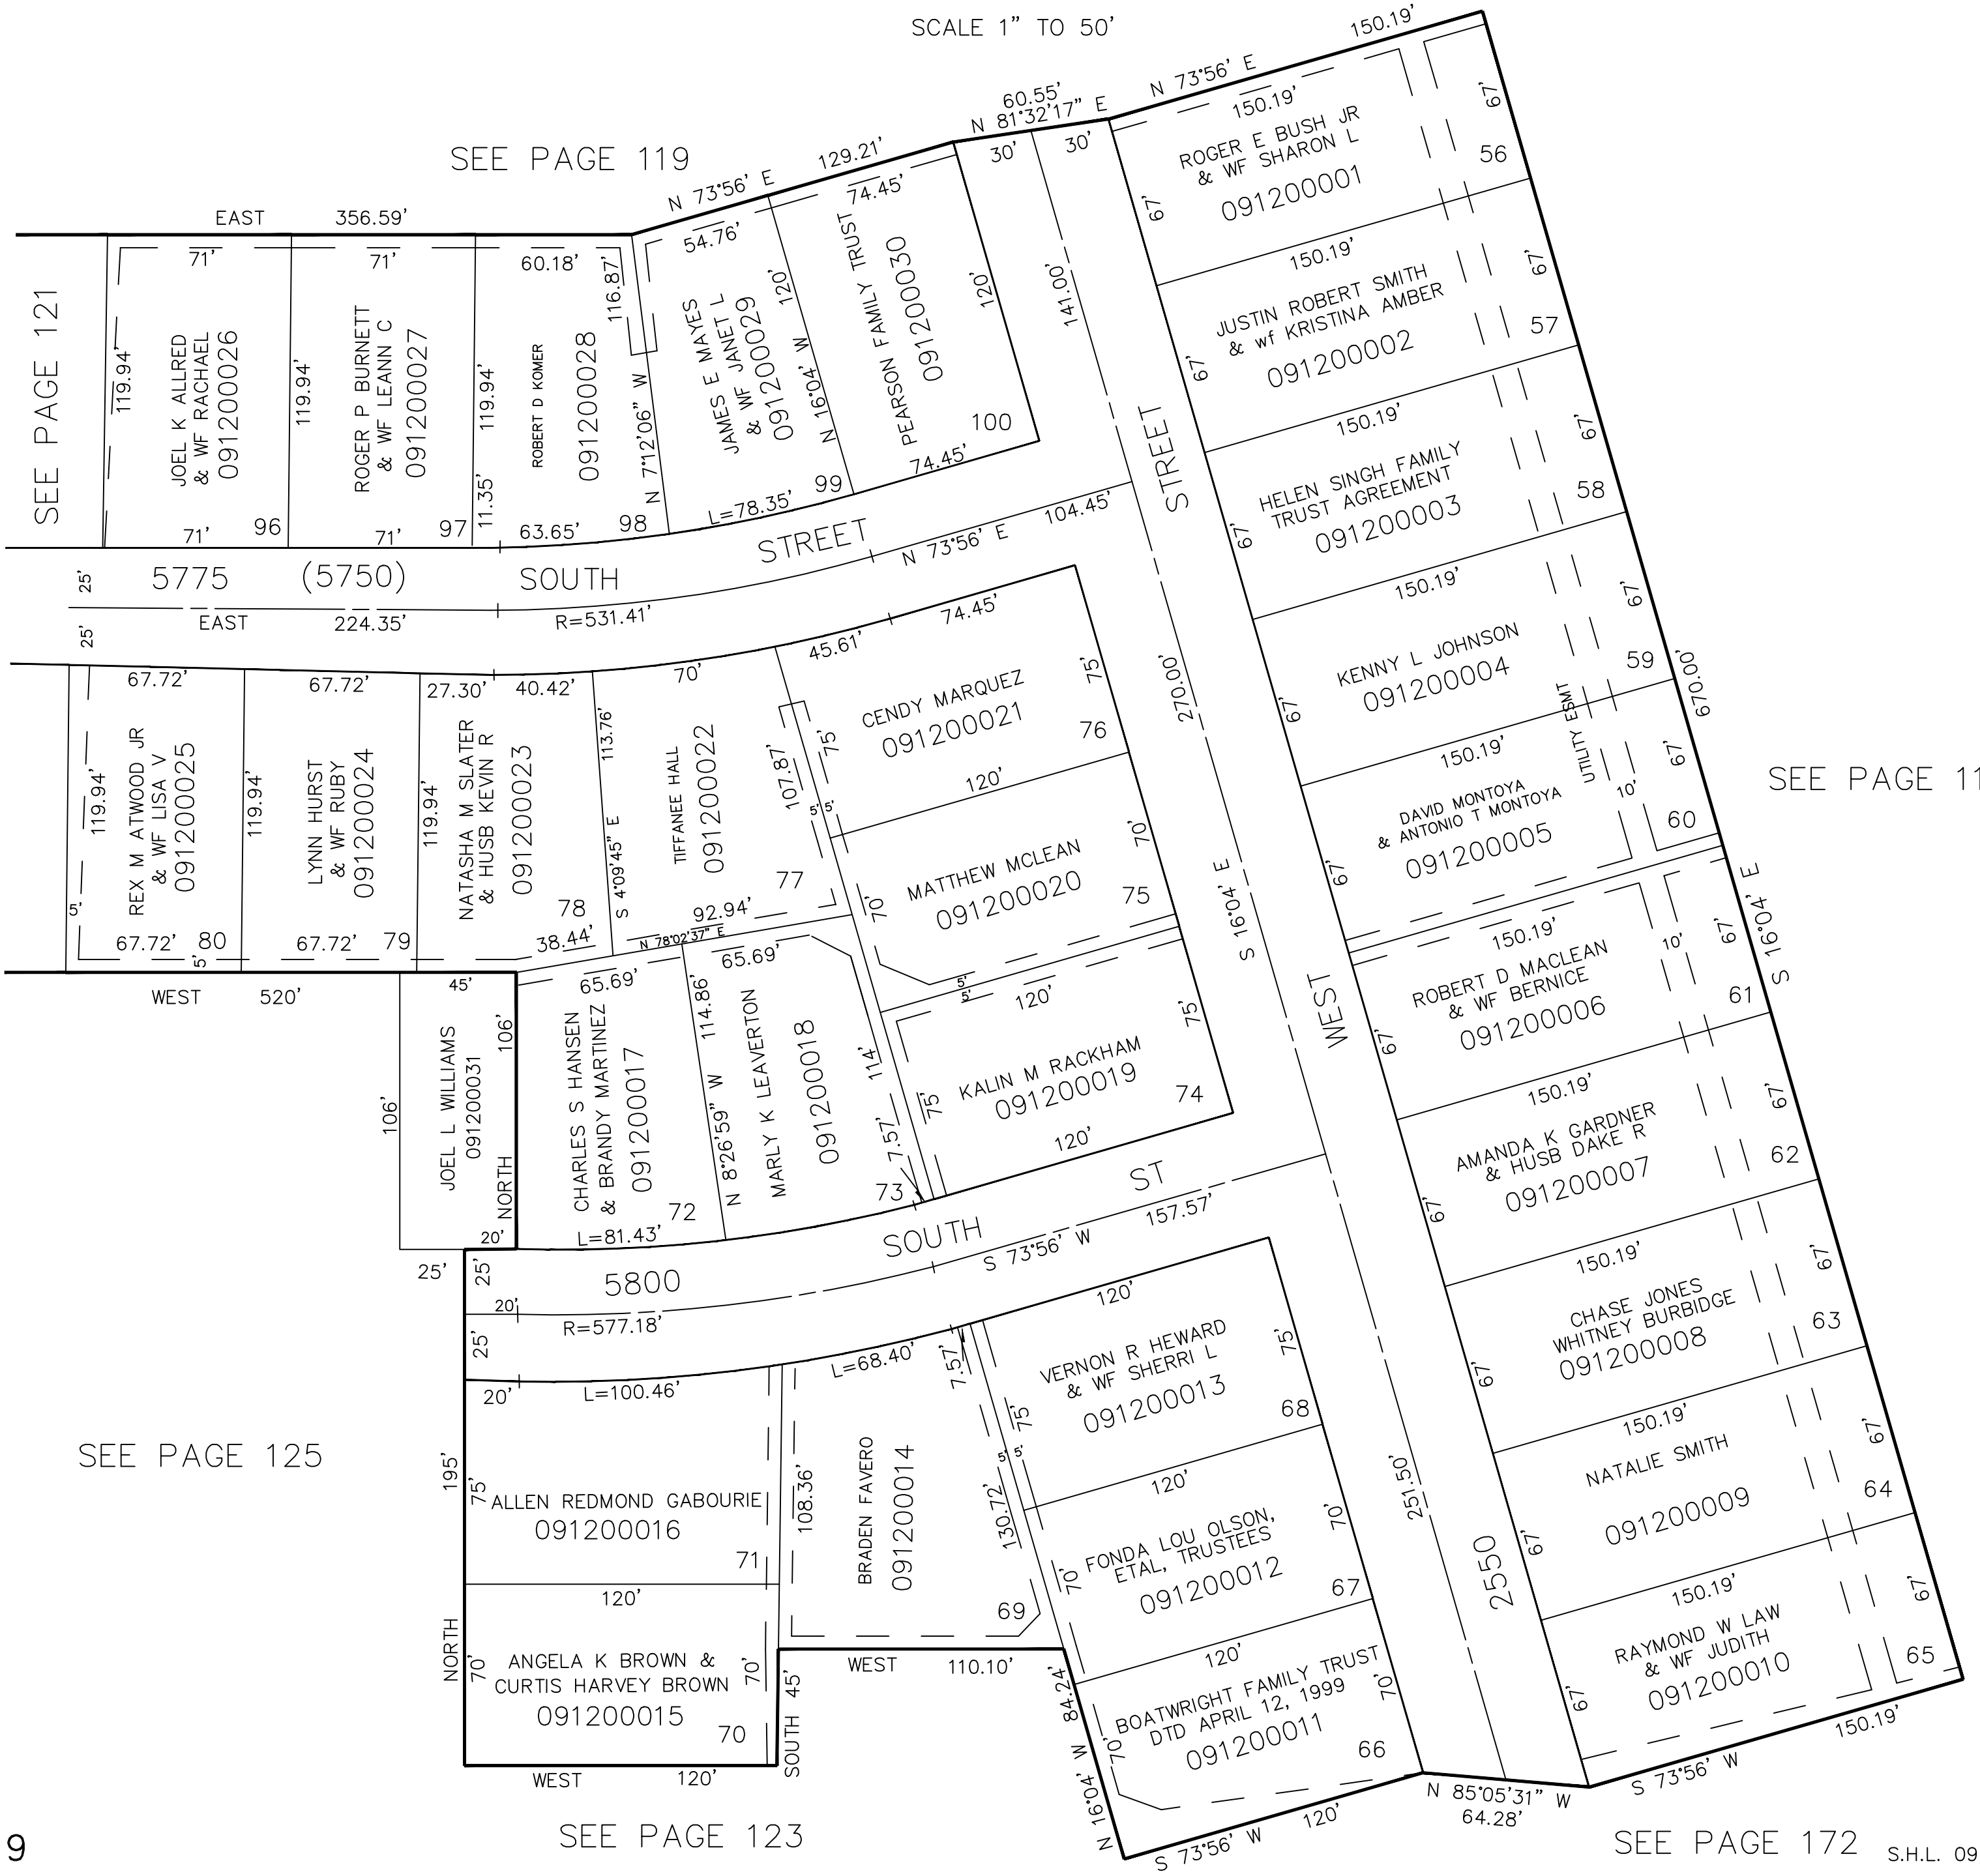 SCALE 1” TO 50’
SEE PAGE 119
SEE PAGE 121
EAST 356.59’
N 73°56’ E 129.21’
N 81°32’17” E
60.55’
30’ 30’
N 73°56’ E 150.19’
150.19’
ROGER E BUSH JR
& WF SHARON L
091200001
67’ 67’ 56
150.19’
JUSTIN ROBERT SMITH
& wf KRISTINA AMBER
091200002
67’ 67’ 57
150.19’
HELEN SINGH FAMILY
TRUST AGREEMENT
091200003
67’ 67’ 58
150.19’
KENNY L JOHNSON
091200004
67’ 67’ 59
150.19’
UTILITY ESMT
10’
DAVID MONTOYA
& ANTONIO T MONTOYA
091200005
67’ 67’ 60
670.00’
S 16°04’ E
SEE PAGE 11
150.19’
10’
ROBERT D MACLEAN
& WF BERNICE
091200006
67’ 67’ 61
150.19’
AMANDA K GARDNER
& HUSB DAKE R
091200007
67’ 67’ 62
150.19’
CHASE JONES
WHITNEY BURBIDGE
091200008
67’ 67’ 63
150.19’
NATALIE SMITH
091200009
67’ 67’ 64
150.19’
RAYMOND W LAW
& WF JUDITH
091200010
67’ 67’ 65
S 73°56’ W 150.19’
71’
119.94’
JOEL K ALLRED
& WF RACHAEL
091200026
71’ 96
71’
119.94’
ROGER P BURNETT
& WF LEANN C
091200027
71’ 97
60.18’
119.94’
11.35’
ROBERT D KOMER
091200028
116.87’
N 7°12’06” W
63.65’ 98
54.76’
JAMES E MAYES
& WF JANET L
091200029
120’
N 16°04’ W
L=78.35’ 99
74.45’
PEARSON FAMILY TRUST
091200030
120’
100
74.45’
141.00’
STREET
25’ 5775 (5750) SOUTH STREET
N 73°56’ E 104.45’
25’ EAST 224.35’ R=531.41’
270.00’
S 16°04’ E
WEST
251.50’
2550
67.72’
119.94’
REX M ATWOOD JR
& WF LISA V
091200025
5’
67.72’ 80
5’
67.72’
119.94’
LYNN HURST
& WF RUBY
091200024
67.72’ 79
27.30’ 40.42’
119.94’
NATASHA M SLATER
& HUSB KEVIN R
091200023
78
38.44’
113.76’
S 4°09’45” E
70’
TIFFANEE HALL
091200022
107.87’
77
92.94’
N 78°02’37” E
45.61’ 74.45’
CENDY MARQUEZ
091200021
75’ 75’ 76
120’
5’ 5’
MATTHEW MCLEAN
091200020
70’ 70’ 75
5’
5’
120’
KALIN M RACKHAM
091200019
75’ 75’ 74
120’
WEST 520’
45’
106’
JOEL L WILLIAMS
091200031
106’
NORTH
20’
65.69’
CHARLES S HANSEN
& BRANDY MARTINEZ
091200017
L=81.43’ 72
114.86’
N 8°26’59” W
65.69’
MARLY K LEAVERTON
091200018
114’
7.57’
73
25’ 25’ 5800 SOUTH ST
S 73°56’ W 157.57’
20’
R=577.18’
25’
20’ L=100.46’
L=68.40’
7.57’
120’
VERNON R HEWARD
& WF SHERRI L
091200013
75’ 75’ 68
5’ 5’
120’
FONDA LOU OLSON,
ETAL, TRUSTEES
091200012
70’ 70’ 67
120’
BOATWRIGHT FAMILY TRUST
DTD APRIL 12, 1999
091200011
70’ 70’ 66
SEE PAGE 125
195’
75’
ALLEN REDMOND GABOURIE
091200016
71
120’
NORTH
70’
ANGELA K BROWN &
CURTIS HARVEY BROWN
091200015
70’
70
WEST 120’
SOUTH 45’
108.36’
BRADEN FAVERO
091200014
130.72’
69
WEST 110.10’
84.24’
N 16°04’ W
S 73°56’ W 120’
N 85°05’31” W
64.28’
SEE PAGE 123
SEE PAGE 172
S.H.L. 09
9